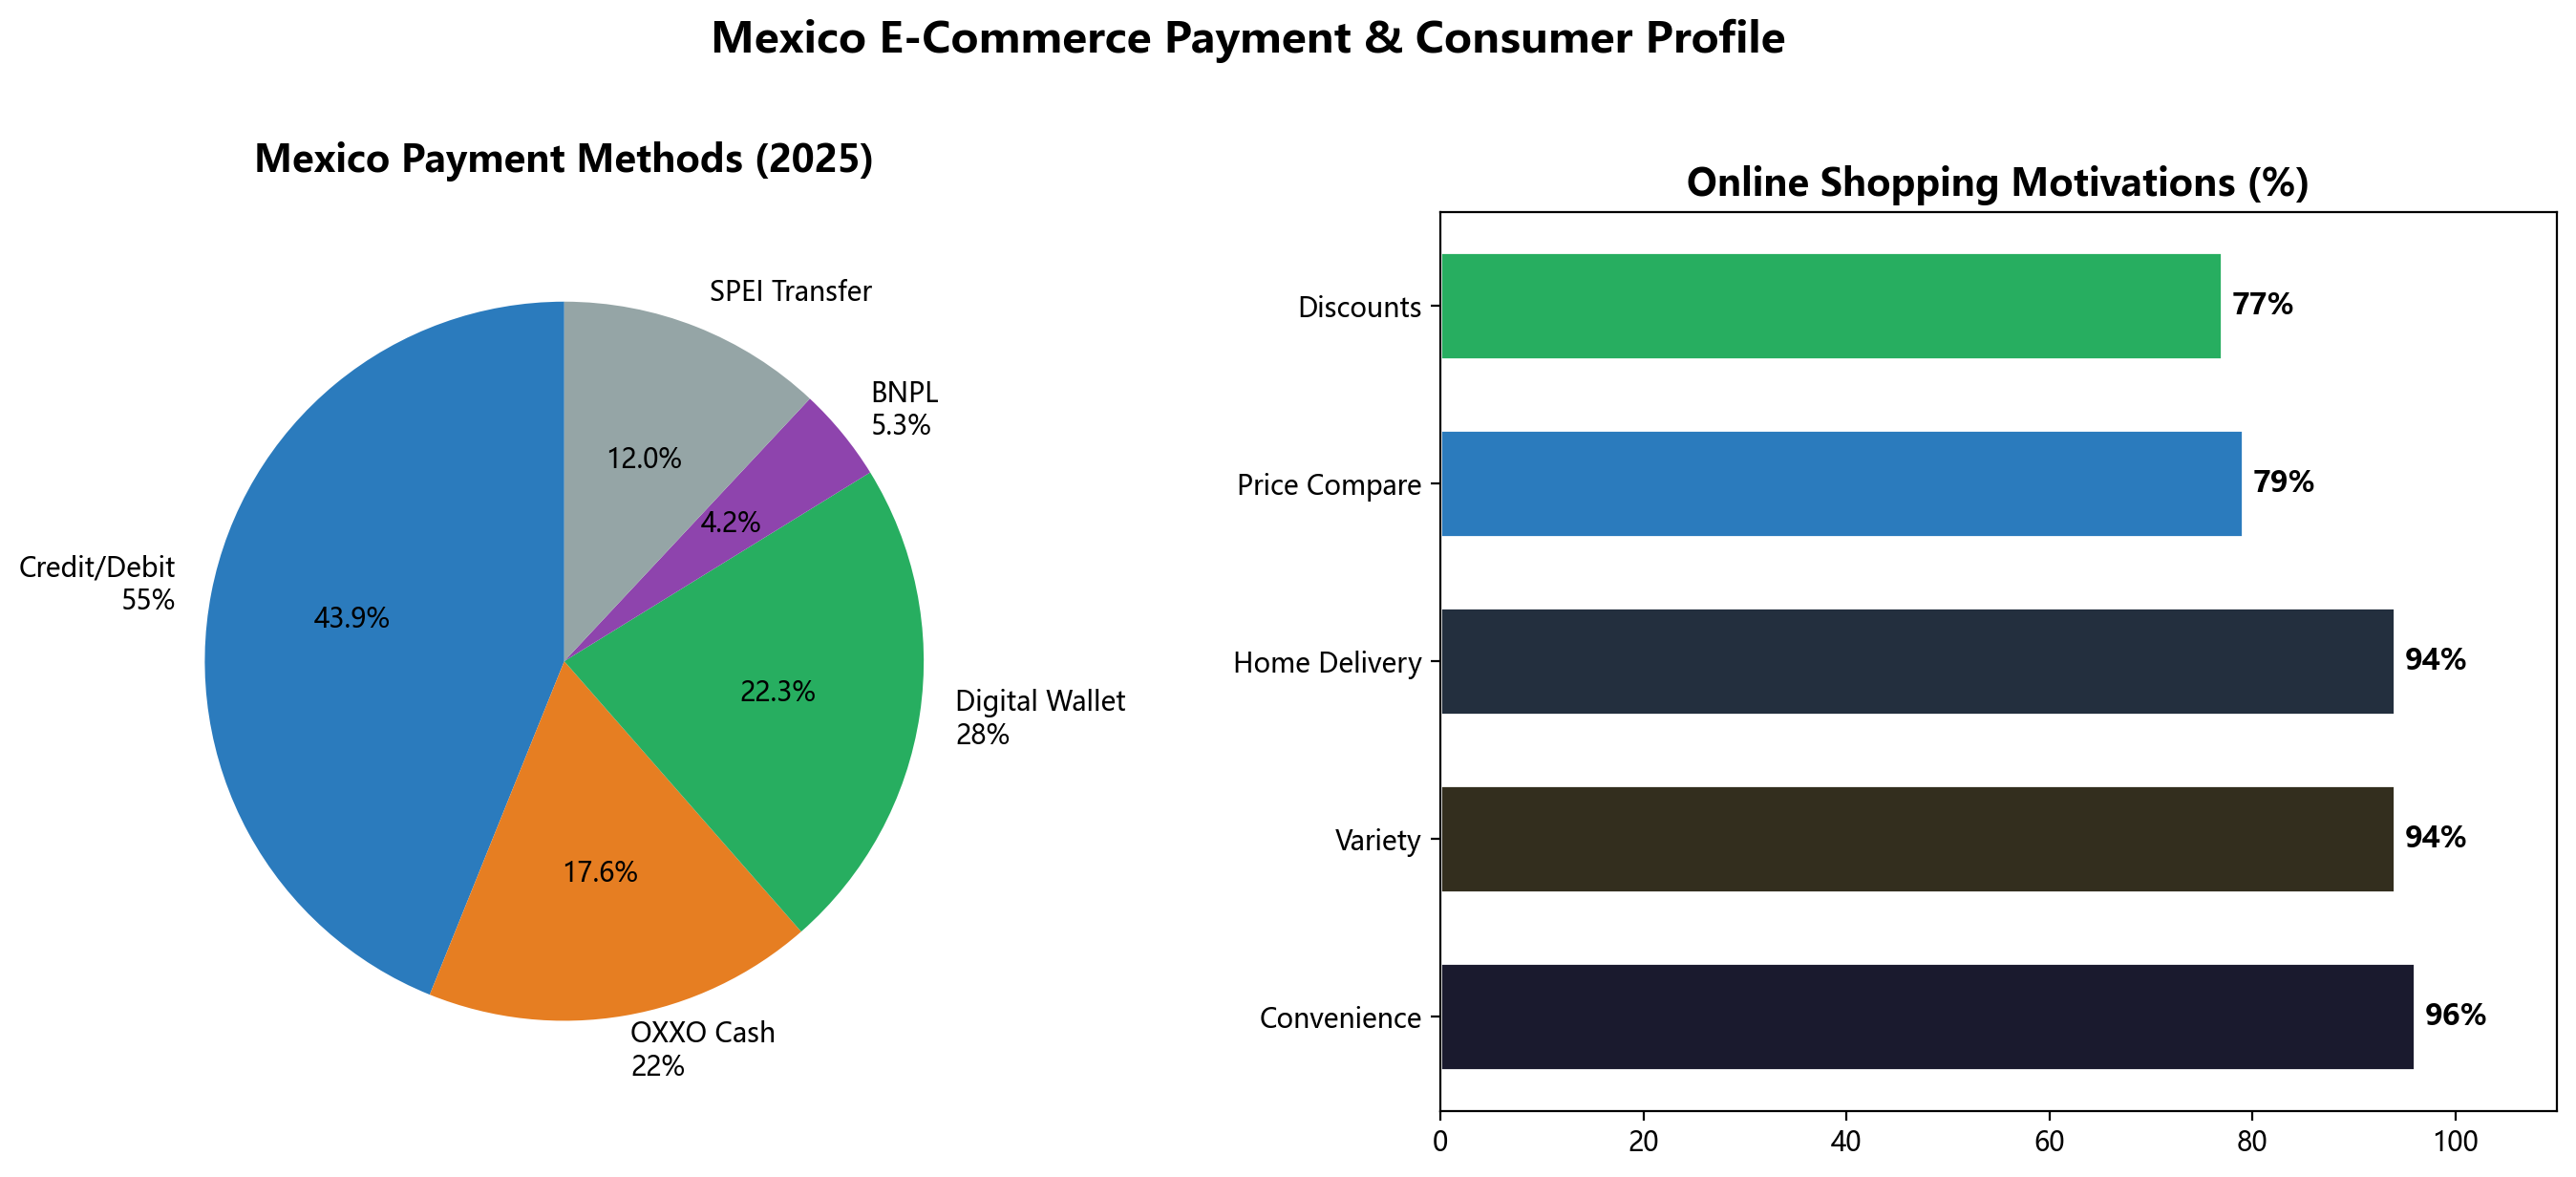 Mexico E-Commerce Payment & Consumer Profile
Mexico Payment Methods (2025)
SPEI Transfer
BNPL
5.3%
12.0%
4.2%
Credit/Debit
55%
43.9%
22.3%
Digital Wallet
28%
17.6%
OXXO Cash
22%
Online Shopping Motivations (%)
Discounts
77%
Price Compare
79%
Home Delivery
94%
Variety
94%
Convenience
96%
0
20
40
60
80
100